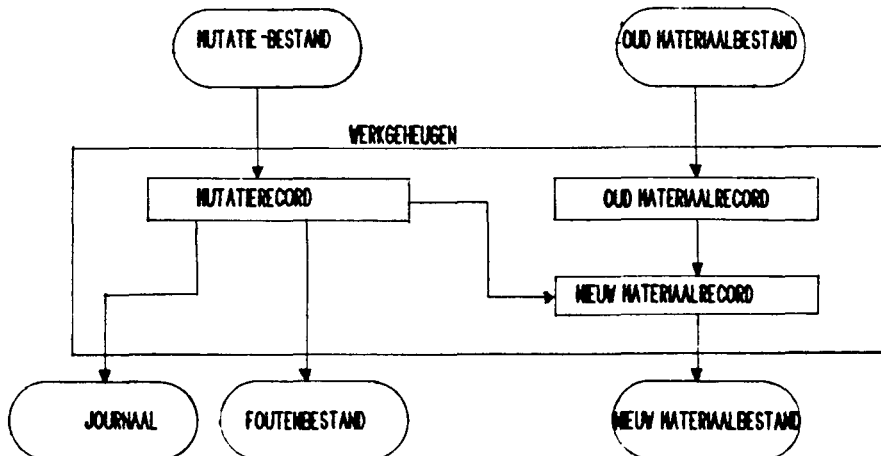 MUTATIE-BESTAND
OUD MATERIAALBESTAND
WERKGEHEUGEN
MUTATIERECORD
OUD MATERIAALRECORD
NIEUW MATERIAALRECORD
JOURNAAL
FOUTENBESTAND
NIEUW MATERIAALBESTAND